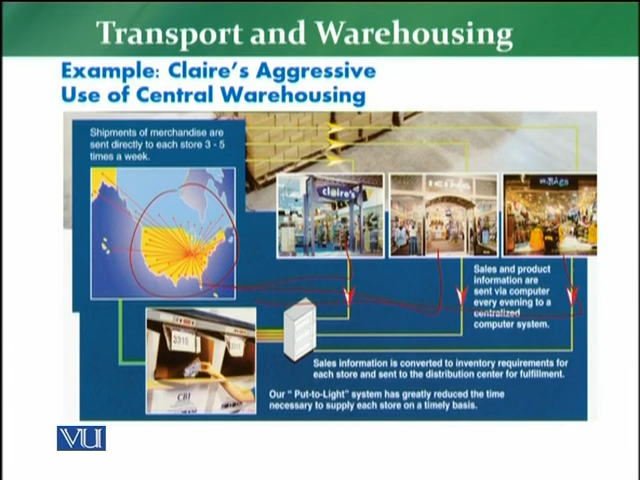 Transport and Warehousing
Example: Claire's Aggressive
Use of Central Warehousing
Shipments of merchandise are
sent directly to each store 3 - 5
times a week.
claire's
ICING
Sales and product
information are
sent via computer
every evening to a
centralized
computer system.
3315
Sales information is converted to inventory requirements for
each store and sent to the distribution center for fulfillment.
CBI
Our " Put-to-Light" system has greatly reduced the time
necessary to supply each store on a timely basis.
VU